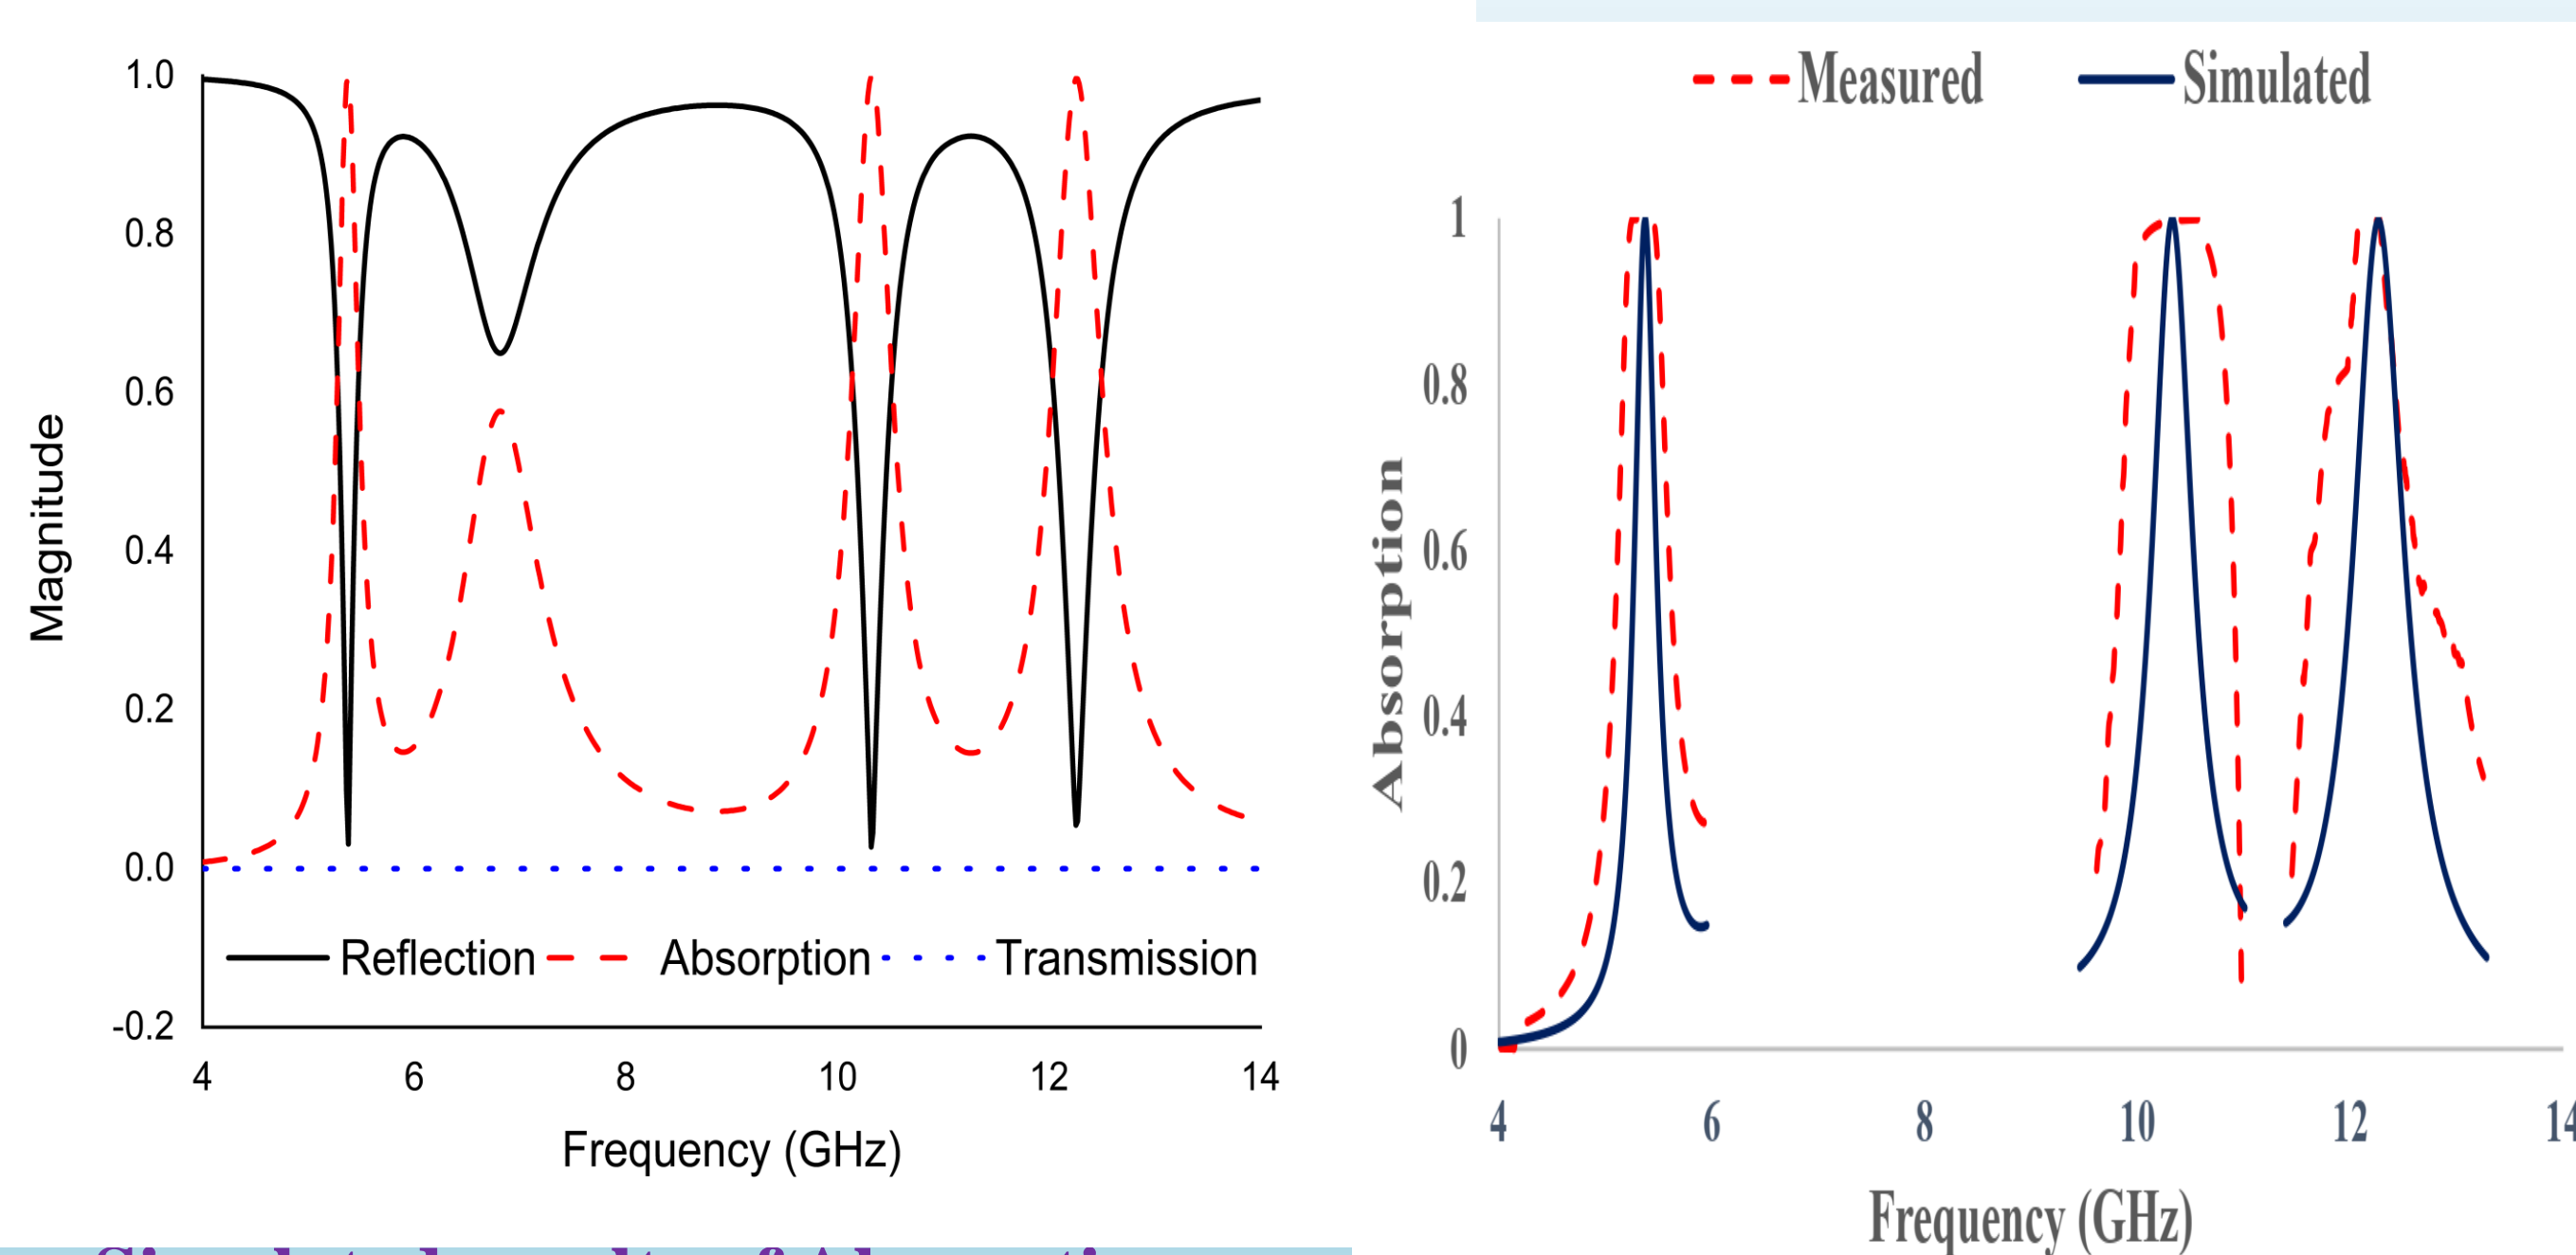 1.0
0.8
0.6
0.4
0.2
0.0
-0.2
Magnitude
Reflection Absorption Transmission
4 6 8 10 12 14
Frequency (GHz)
Measured Simulated
1
0.8
0.6
0.4
0.2
0
Absorption
4 6 8 10 12 14
Frequency (GHz)